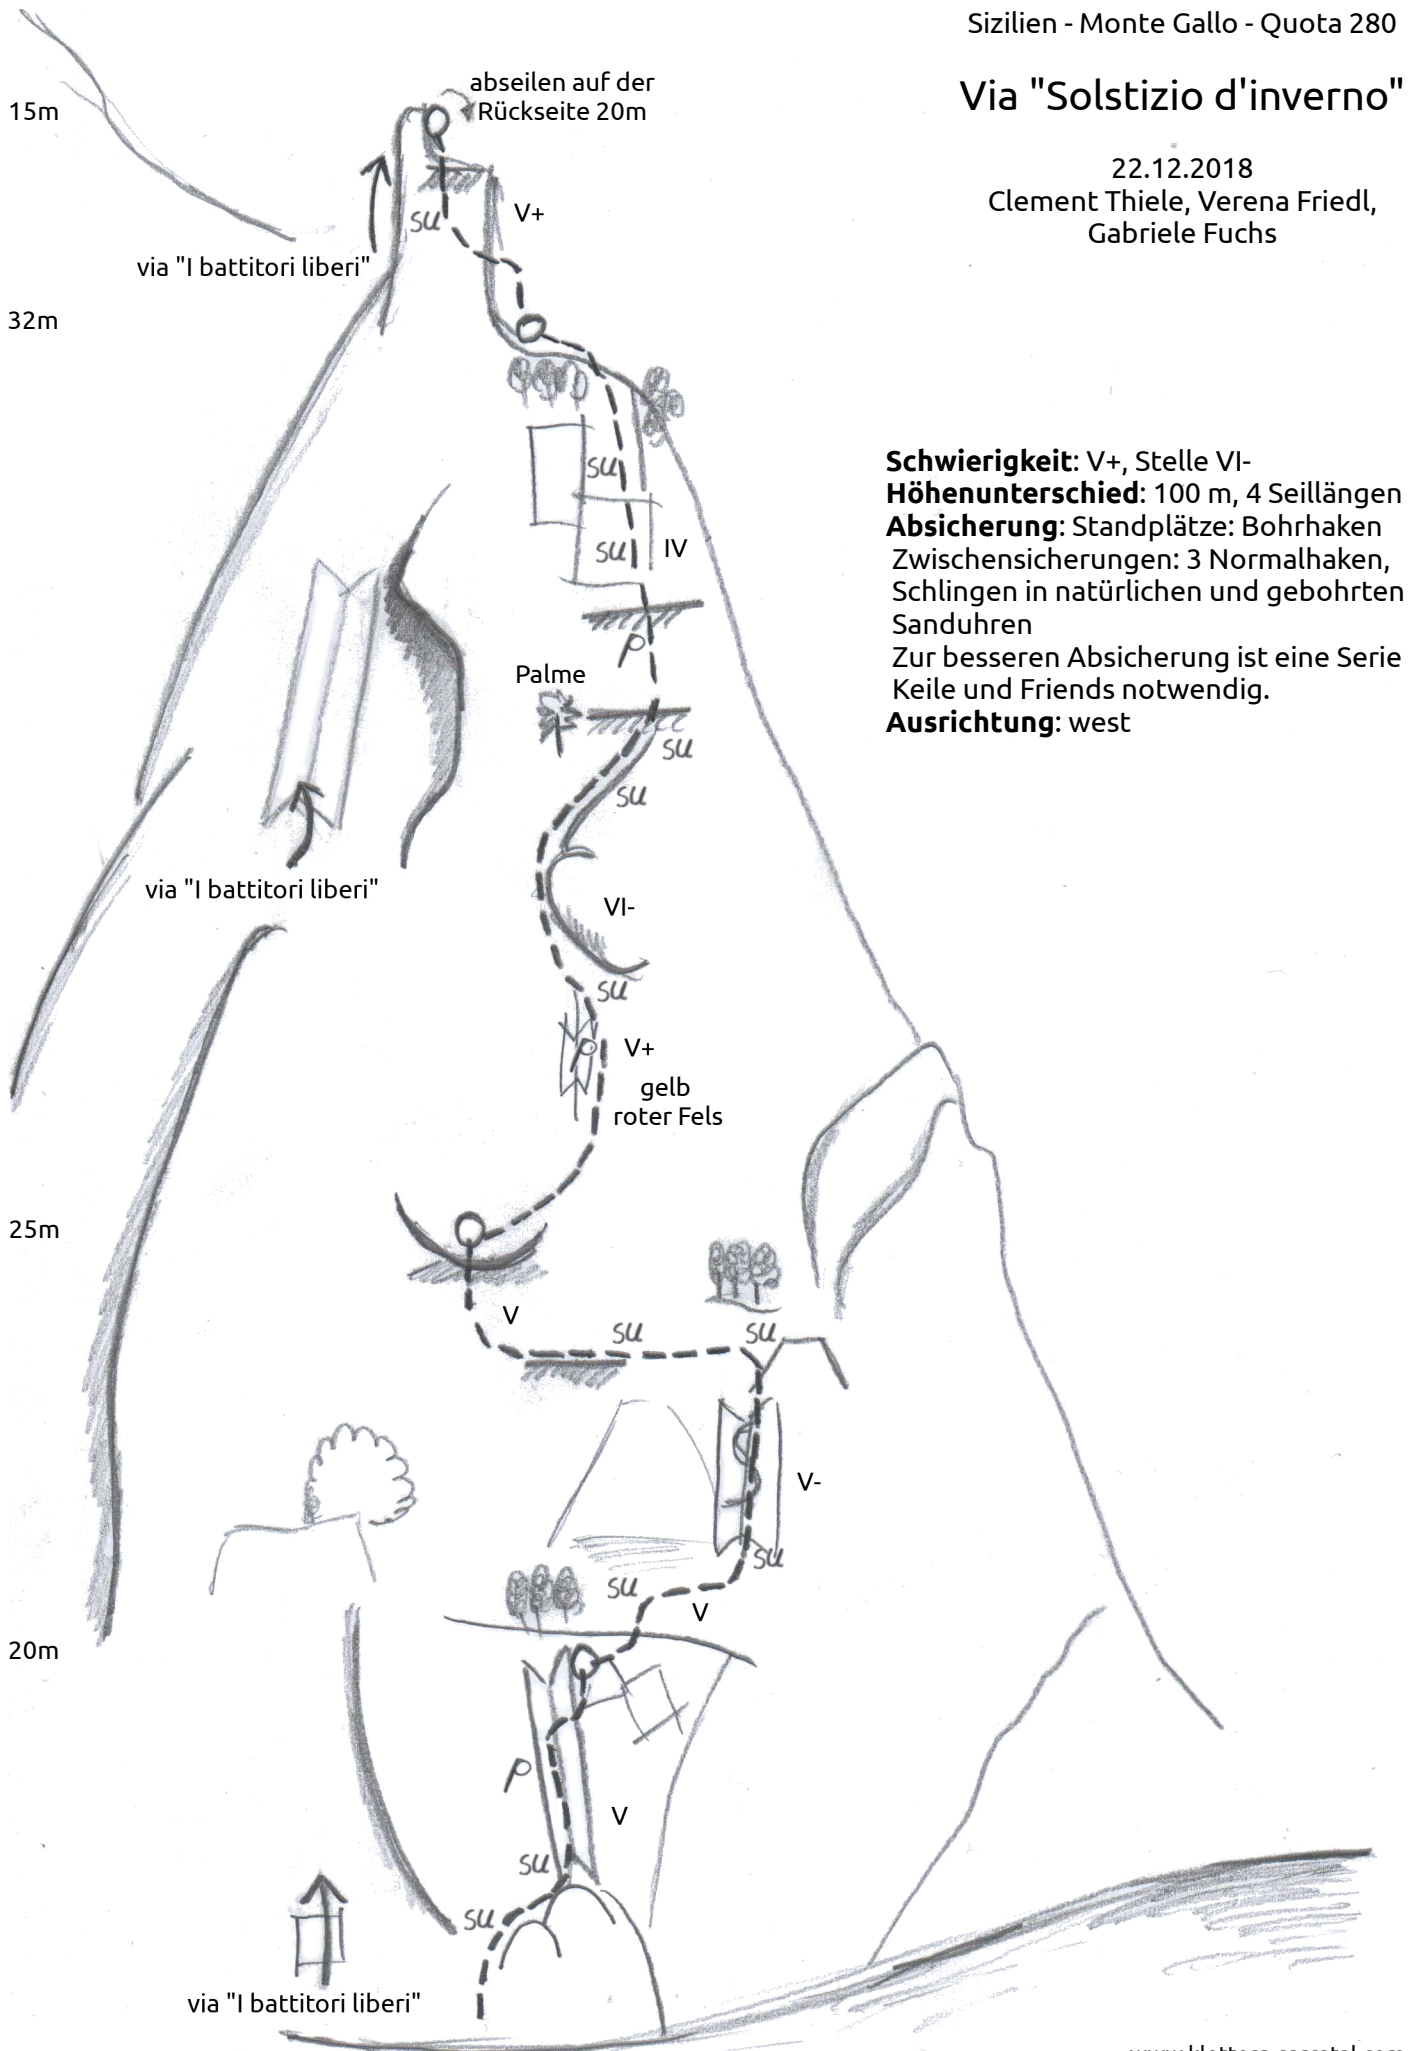 Sizilien - Monte Gallo - Quota 280
Via "Solstizio d'inverno"
22.12.2018
Clement Thiele, Verena Friedl,
Gabriele Fuchs
abseilen auf der
Rückseite 20m
15m
su
V+
via "I battitori liberi"
32m
su
Schwierigkeit: V+, Stelle VI-
Höhenunterschied: 100 m, 4 Seillängen
Absicherung: Standplätze: Bohrhaken
Zwischensicherungen: 3 Normalhaken,
Schlingen in natürlichen und gebohrten
Sanduhren
Zur besseren Absicherung ist eine Serie
Keile und Friends notwendig.
Ausrichtung: west
su
IV
Palme
su
su
via "I battitori liberi"
VI-
su
V+
gelb
roter Fels
25m
V
su
su
V-
su
su
V
20m
V
su
su
via "I battitori liberi"